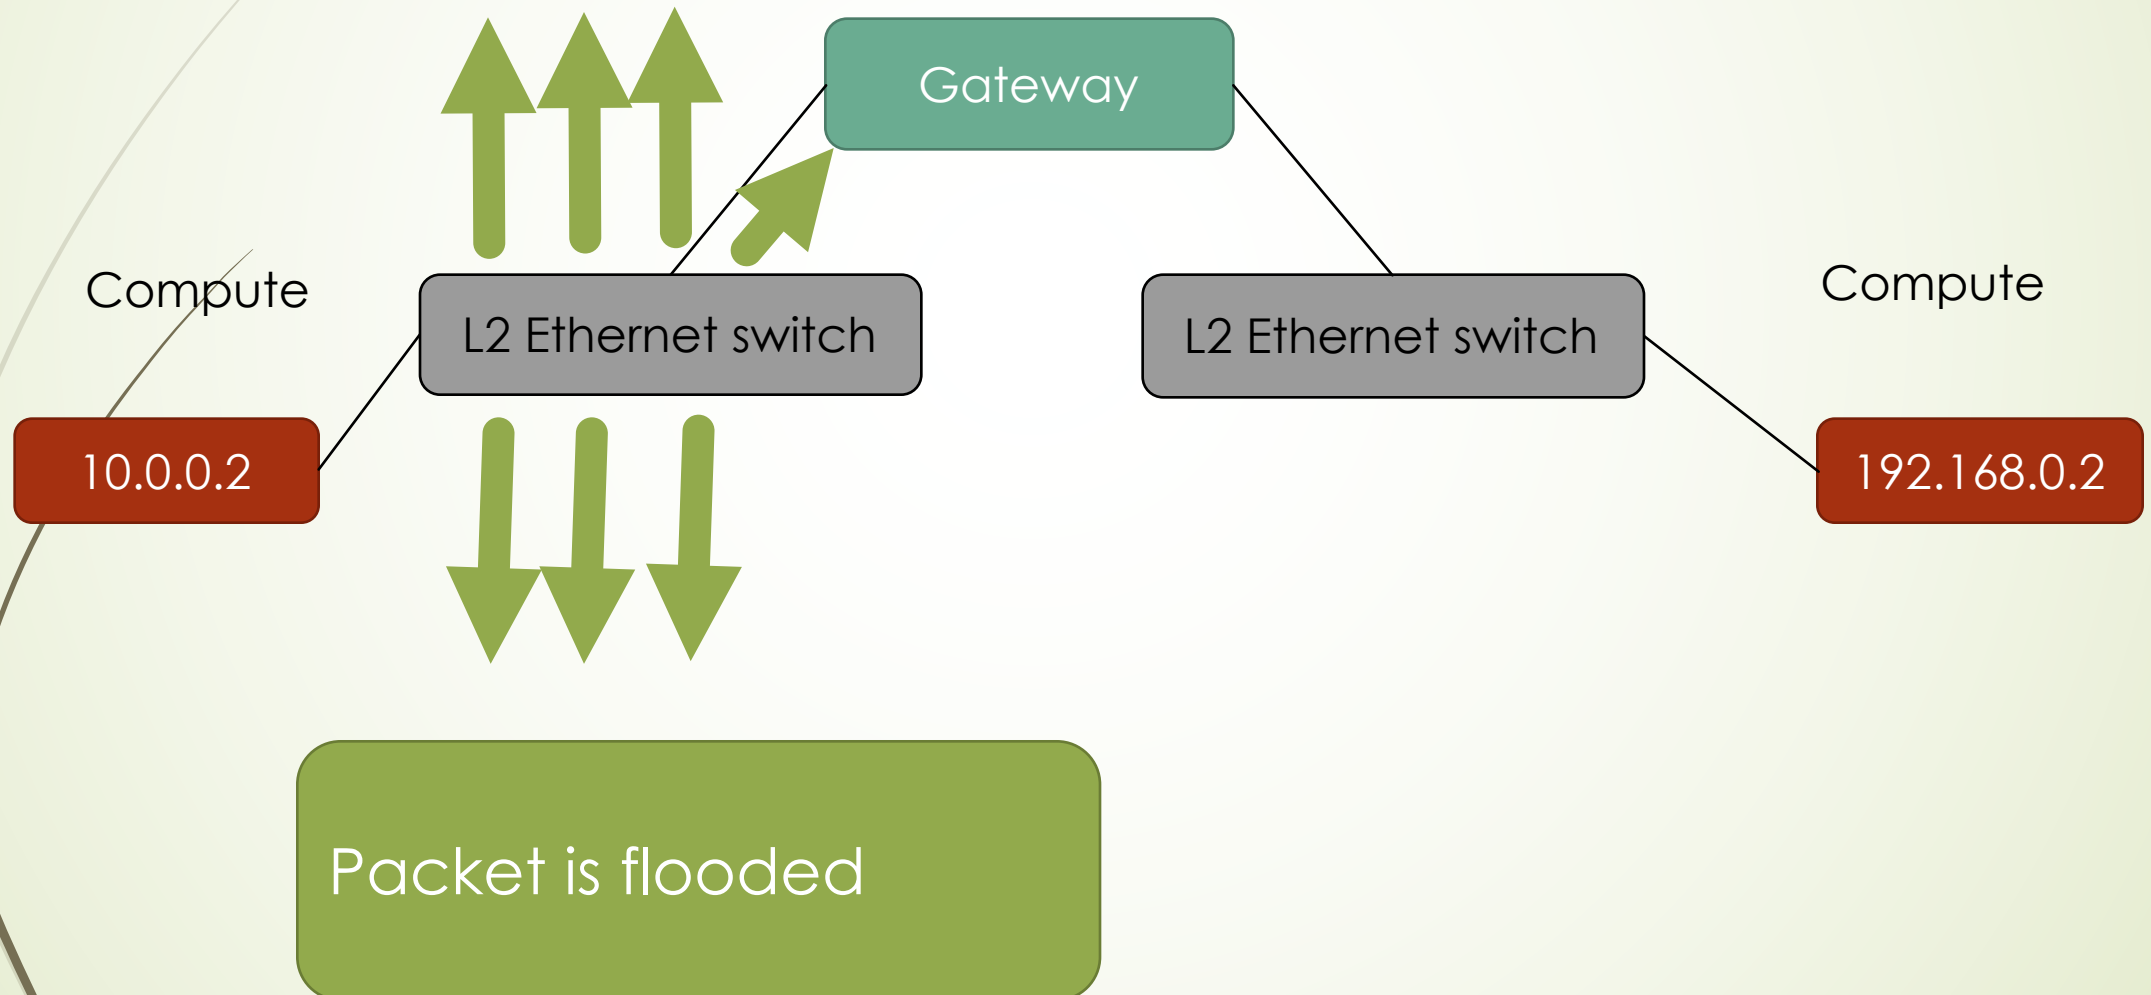 Gateway
Compute
Compute
L2 Ethernet switch
L2 Ethernet switch
10.0.0.2
192.168.0.2
Packet is flooded